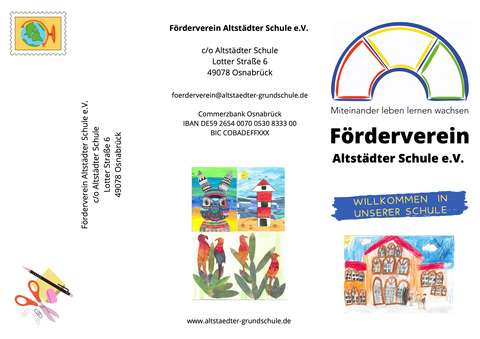 Förderverein Altstädter Schule e.V.
c/o Altstädter Schule
Lotter Straße 6
49078 Osnabrück
Förderverein Altstädter Schule e.V.
c/o Altstädter Schule
Lotter Straße 6
49078 Osnabrück
foerderverein@altstaedter-grundschule.de
Commerzbank Osnabrück
IBAN DE59 2654 0070 0530 8333 00
BIC COBADEFFXXX
www.altstaedter-grundschule.de
Miteinander leben lernen wachsen
Förderverein
Altstädter Schule e.V.
WILLKOMMEN IN
UNSERER SCHULE...